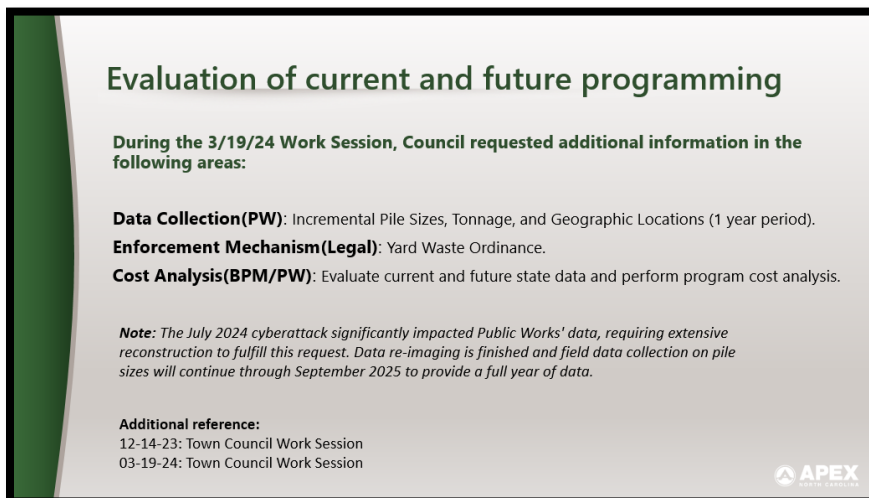 Evaluation of current and future programming
During the 3/19/24 Work Session, Council requested additional information in the
following areas:
Data Collection(PW): Incremental Pile Sizes, Tonnage, and Geographic Locations (1 year period).
Enforcement Mechanism(Legal): Yard Waste Ordinance.
Cost Analysis(BPM/PW): Evaluate current and future state data and perform program cost analysis.
Note: The July 2024 cyberattack significantly impacted Public Works' data, requiring extensive
reconstruction to fulfill this request. Data re-imaging is finished and field data collection on pile
sizes will continue through September 2025 to provide a full year of data.
Additional reference:
12-14-23: Town Council Work Session
03-19-24: Town Council Work Session
APEX
NORTH CAROLINA